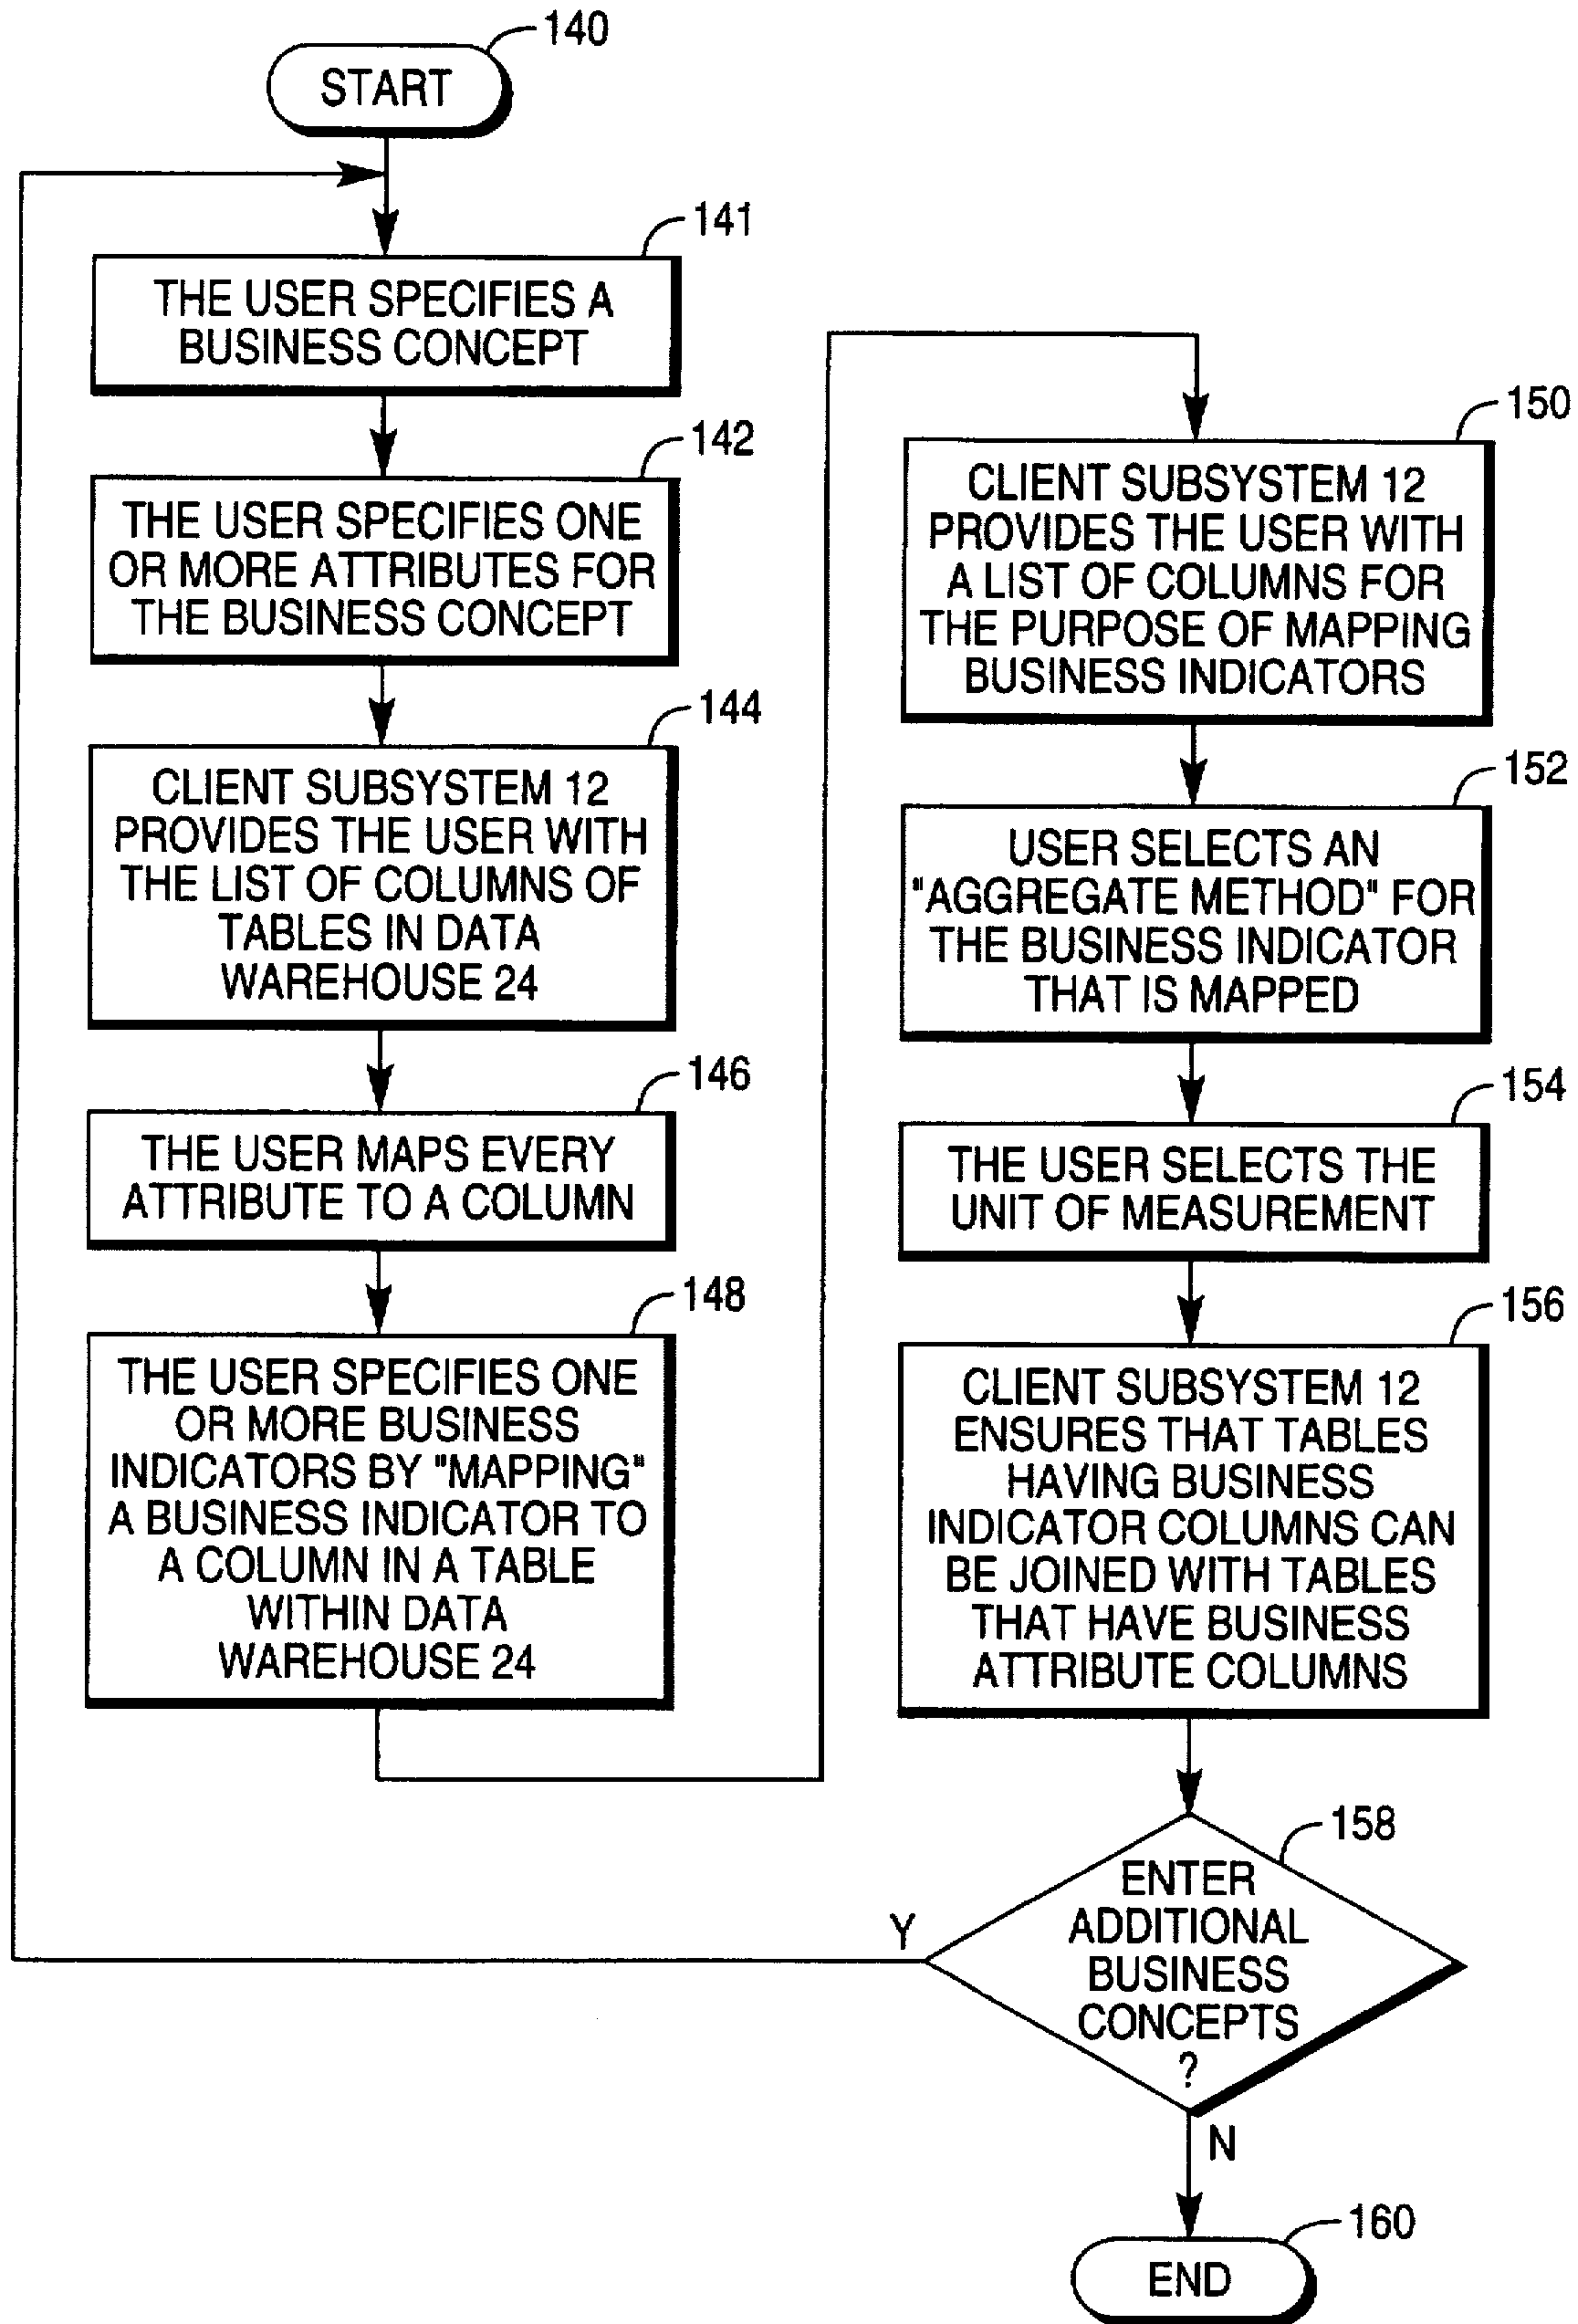 140
START
141
THE USER SPECIFIES A
BUSINESS CONCEPT
142
THE USER SPECIFIES ONE
OR MORE ATTRIBUTES FOR
THE BUSINESS CONCEPT
144
CLIENT SUBSYSTEM 12
PROVIDES THE USER WITH
THE LIST OF COLUMNS OF
TABLES IN DATA
WAREHOUSE 24
146
THE USER MAPS EVERY
ATTRIBUTE TO A COLUMN
148
THE USER SPECIFIES ONE
OR MORE BUSINESS
INDICATORS BY "MAPPING"
A BUSINESS INDICATOR TO
A COLUMN IN A TABLE
WITHIN DATA
WAREHOUSE 24
150
CLIENT SUBSYSTEM 12
PROVIDES THE USER WITH
A LIST OF COLUMNS FOR
THE PURPOSE OF MAPPING
BUSINESS INDICATORS
152
USER SELECTS AN
"AGGREGATE METHOD" FOR
THE BUSINESS INDICATOR
THAT IS MAPPED
154
THE USER SELECTS THE
UNIT OF MEASUREMENT
156
CLIENT SUBSYSTEM 12
ENSURES THAT TABLES
HAVING BUSINESS
INDICATOR COLUMNS CAN
BE JOINED WITH TABLES
THAT HAVE BUSINESS
ATTRIBUTE COLUMNS
158
ENTER
ADDITIONAL
BUSINESS
CONCEPTS
?
Y
N
160
END